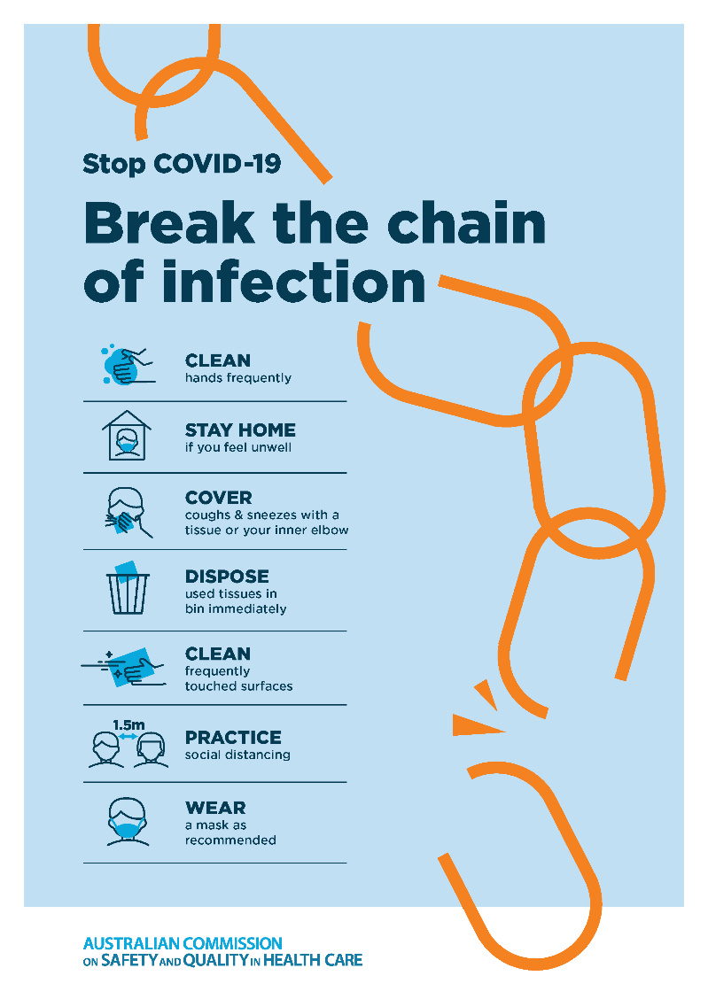 Stop COVID-19
Break the chain
of infection
CLEAN
hands frequently
STAY HOME
if you feel unwell
COVER
coughs & sneezes with a
tissue or your inner elbow
DISPOSE
used tissues in
bin immediately
CLEAN
frequently
touched surfaces
1.5m
PRACTICE
social distancing
WEAR
a mask as
recommended
AUSTRALIAN COMMISSION
ON SAFETY AND QUALITY IN HEALTH CARE